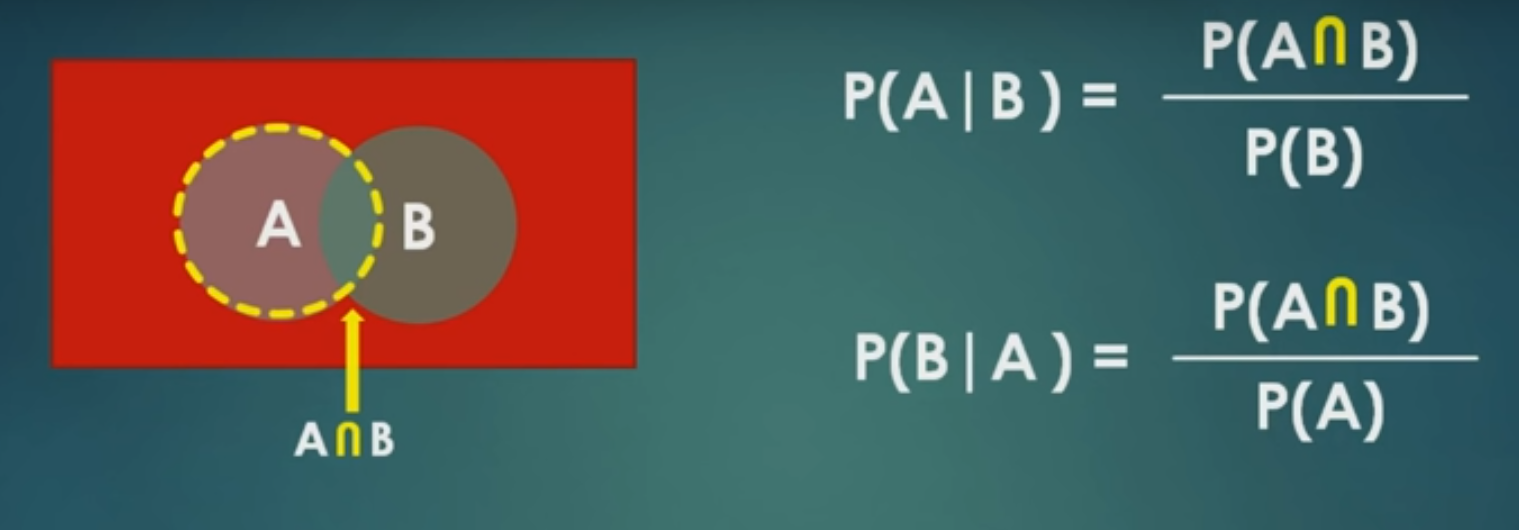 A B
A∩B
P(A|B) = P(A∩B)
P(B)
P(B|A) = P(A∩B)
P(A)